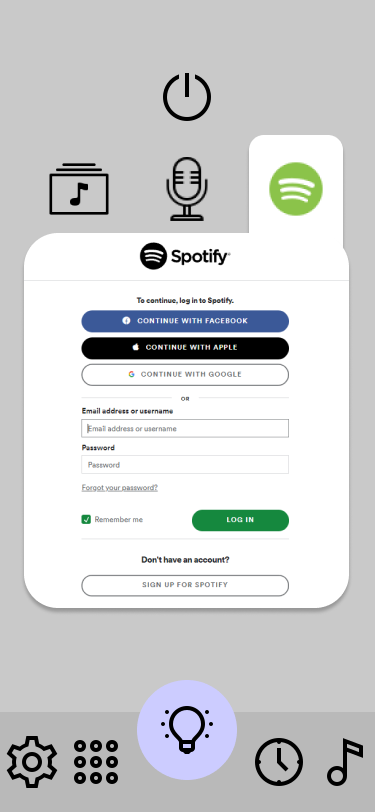 Spotify®
To continue, log in to Spotify.
CONTINUE WITH FACEBOOK
CONTINUE WITH APPLE
CONTINUE WITH GOOGLE
OR
Email address or username
Email address or username
Password
Password
Forgot your password?
Remember me
LOG IN
Don't have an account?
SIGN UP FOR SPOTIFY